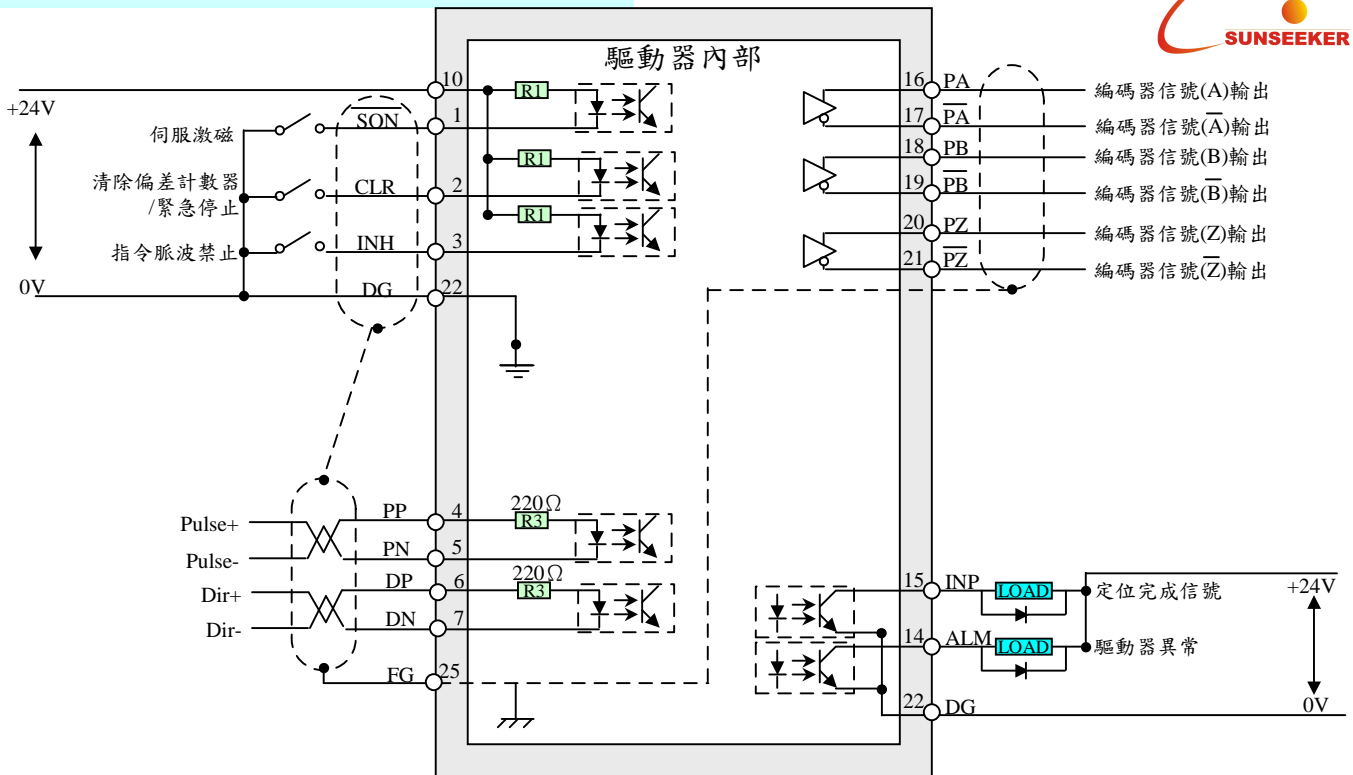 SUNSEEKER
驅動器內部
+24V
伺服激磁
清除偏差計數器
/緊急停止
指令脈波禁止
0V
SON
CLR
INH
DG
10
1
2
3
22
R1
R1
R1
16 PA
17 PA
18 PB
19 PB
20 PZ
21 PZ
編碼器信號(A)輸出
編碼器信號(A)輸出
編碼器信號(B)輸出
編碼器信號(B)輸出
編碼器信號(Z)輸出
編碼器信號(Z)輸出
Pulse+
Pulse-
Dir+
Dir-
PP
PN
DP
DN
FG
4
5
6
7
25
220Ω
R3
220Ω
R3
15 INP
LOAD
定位完成信號
14 ALM
LOAD
驅動器異常
22 DG
+24V
0V